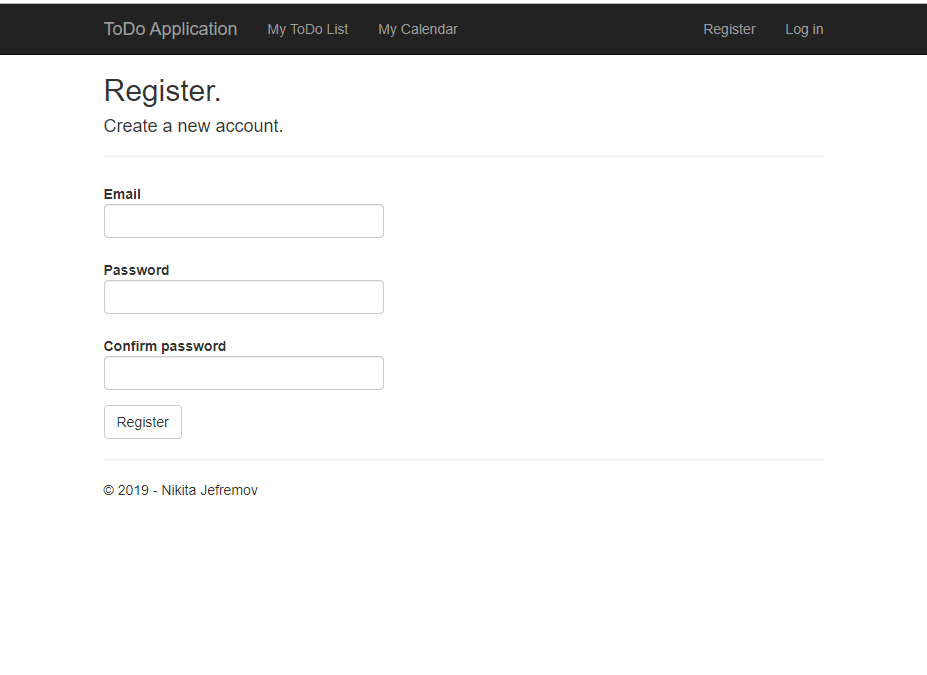 ToDo Application My ToDo List My Calendar Register Log in
Register.
Create a new account.
Email
Password
Confirm password
Register
© 2019 - Nikita Jefremov